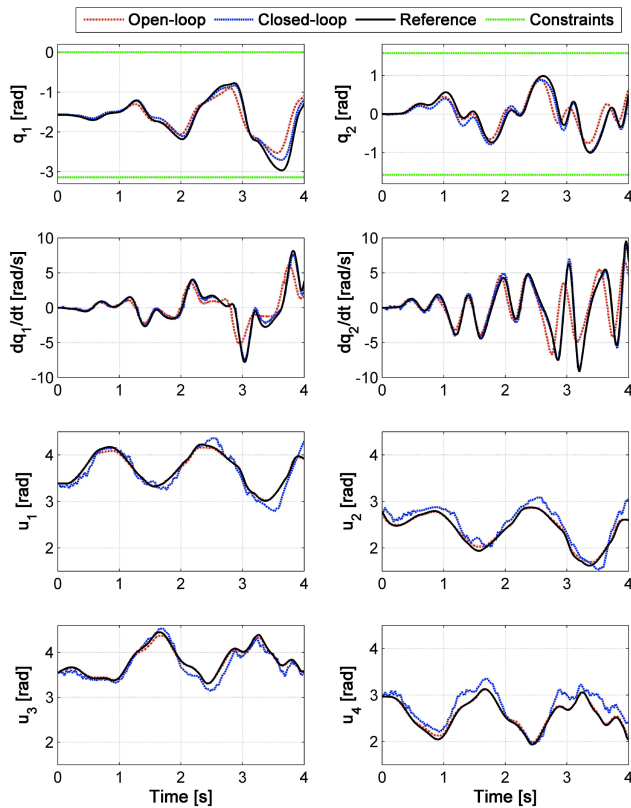 Open-loop Closed-loop Reference Constraints
q1 [rad]
0
-1
-2
-3
0 1 2 3 4
q2 [rad]
1
0
-1
0 1 2 3 4
dq1/dt [rad/s]
10
5
0
-5
-10
0 1 2 3 4
dq2/dt [rad/s]
10
5
0
-5
-10
0 1 2 3 4
u1 [rad]
4
3
2
0 1 2 3 4
u2 [rad]
4
3
2
0 1 2 3 4
u3 [rad]
4
3
2
0 1 2 3 4
Time [s]
u4 [rad]
4
3
2
0 1 2 3 4
Time [s]